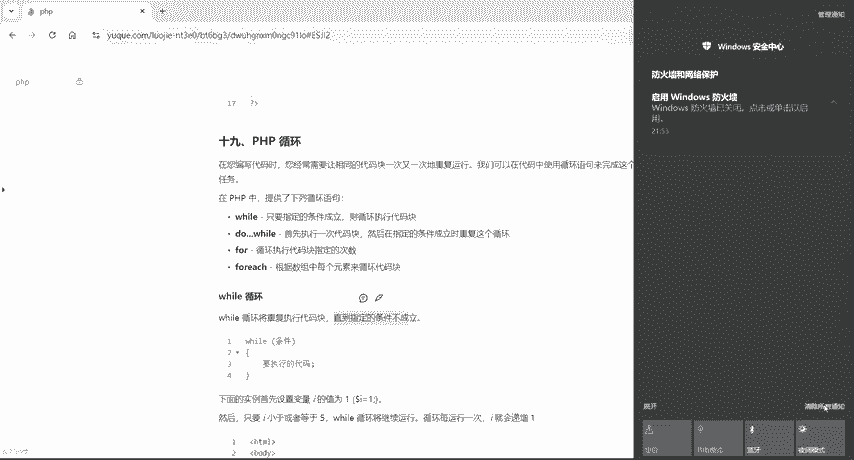 php
yuque.com/luojie-nt3e0/bt6bg3/
php
17 ?>
十九、PHP 循环
在您编写代码时，您经常需要让相同的代码块一次又一次地重复运行。我们可以在代码中使用循环语句来完成这个
任务。
在 PHP 中，提供了下列循环语句：
• while - 只要指定的条件成立，则循环执行代码块
• do...while - 首先执行一次代码块，然后在指定的条件成立时重复这个循环
• for - 循环执行代码块指定的次数
• foreach - 根据数组中每个元素来循环代码块
while 循环
while 循环将重复执行代码块，直到指定的条件不成立。
1 while (条件)
2 {
3 要执行的代码;
4 }
下面的实例首先设置变量 i 的值为 1 ($i=1;)。
然后，只要 i 小于或者等于 5，while 循环将继续运行。循环每运行一次，i 就会递增 1
1 <html>
2 <body>
管理通知
Windows 安全中心
防火墙和网络保护
启用 Windows 防火墙
Windows 防火墙已关闭。点击或单击以启
用。
21:53
展开
清除所有通知
定位
蓝牙
夜间模式